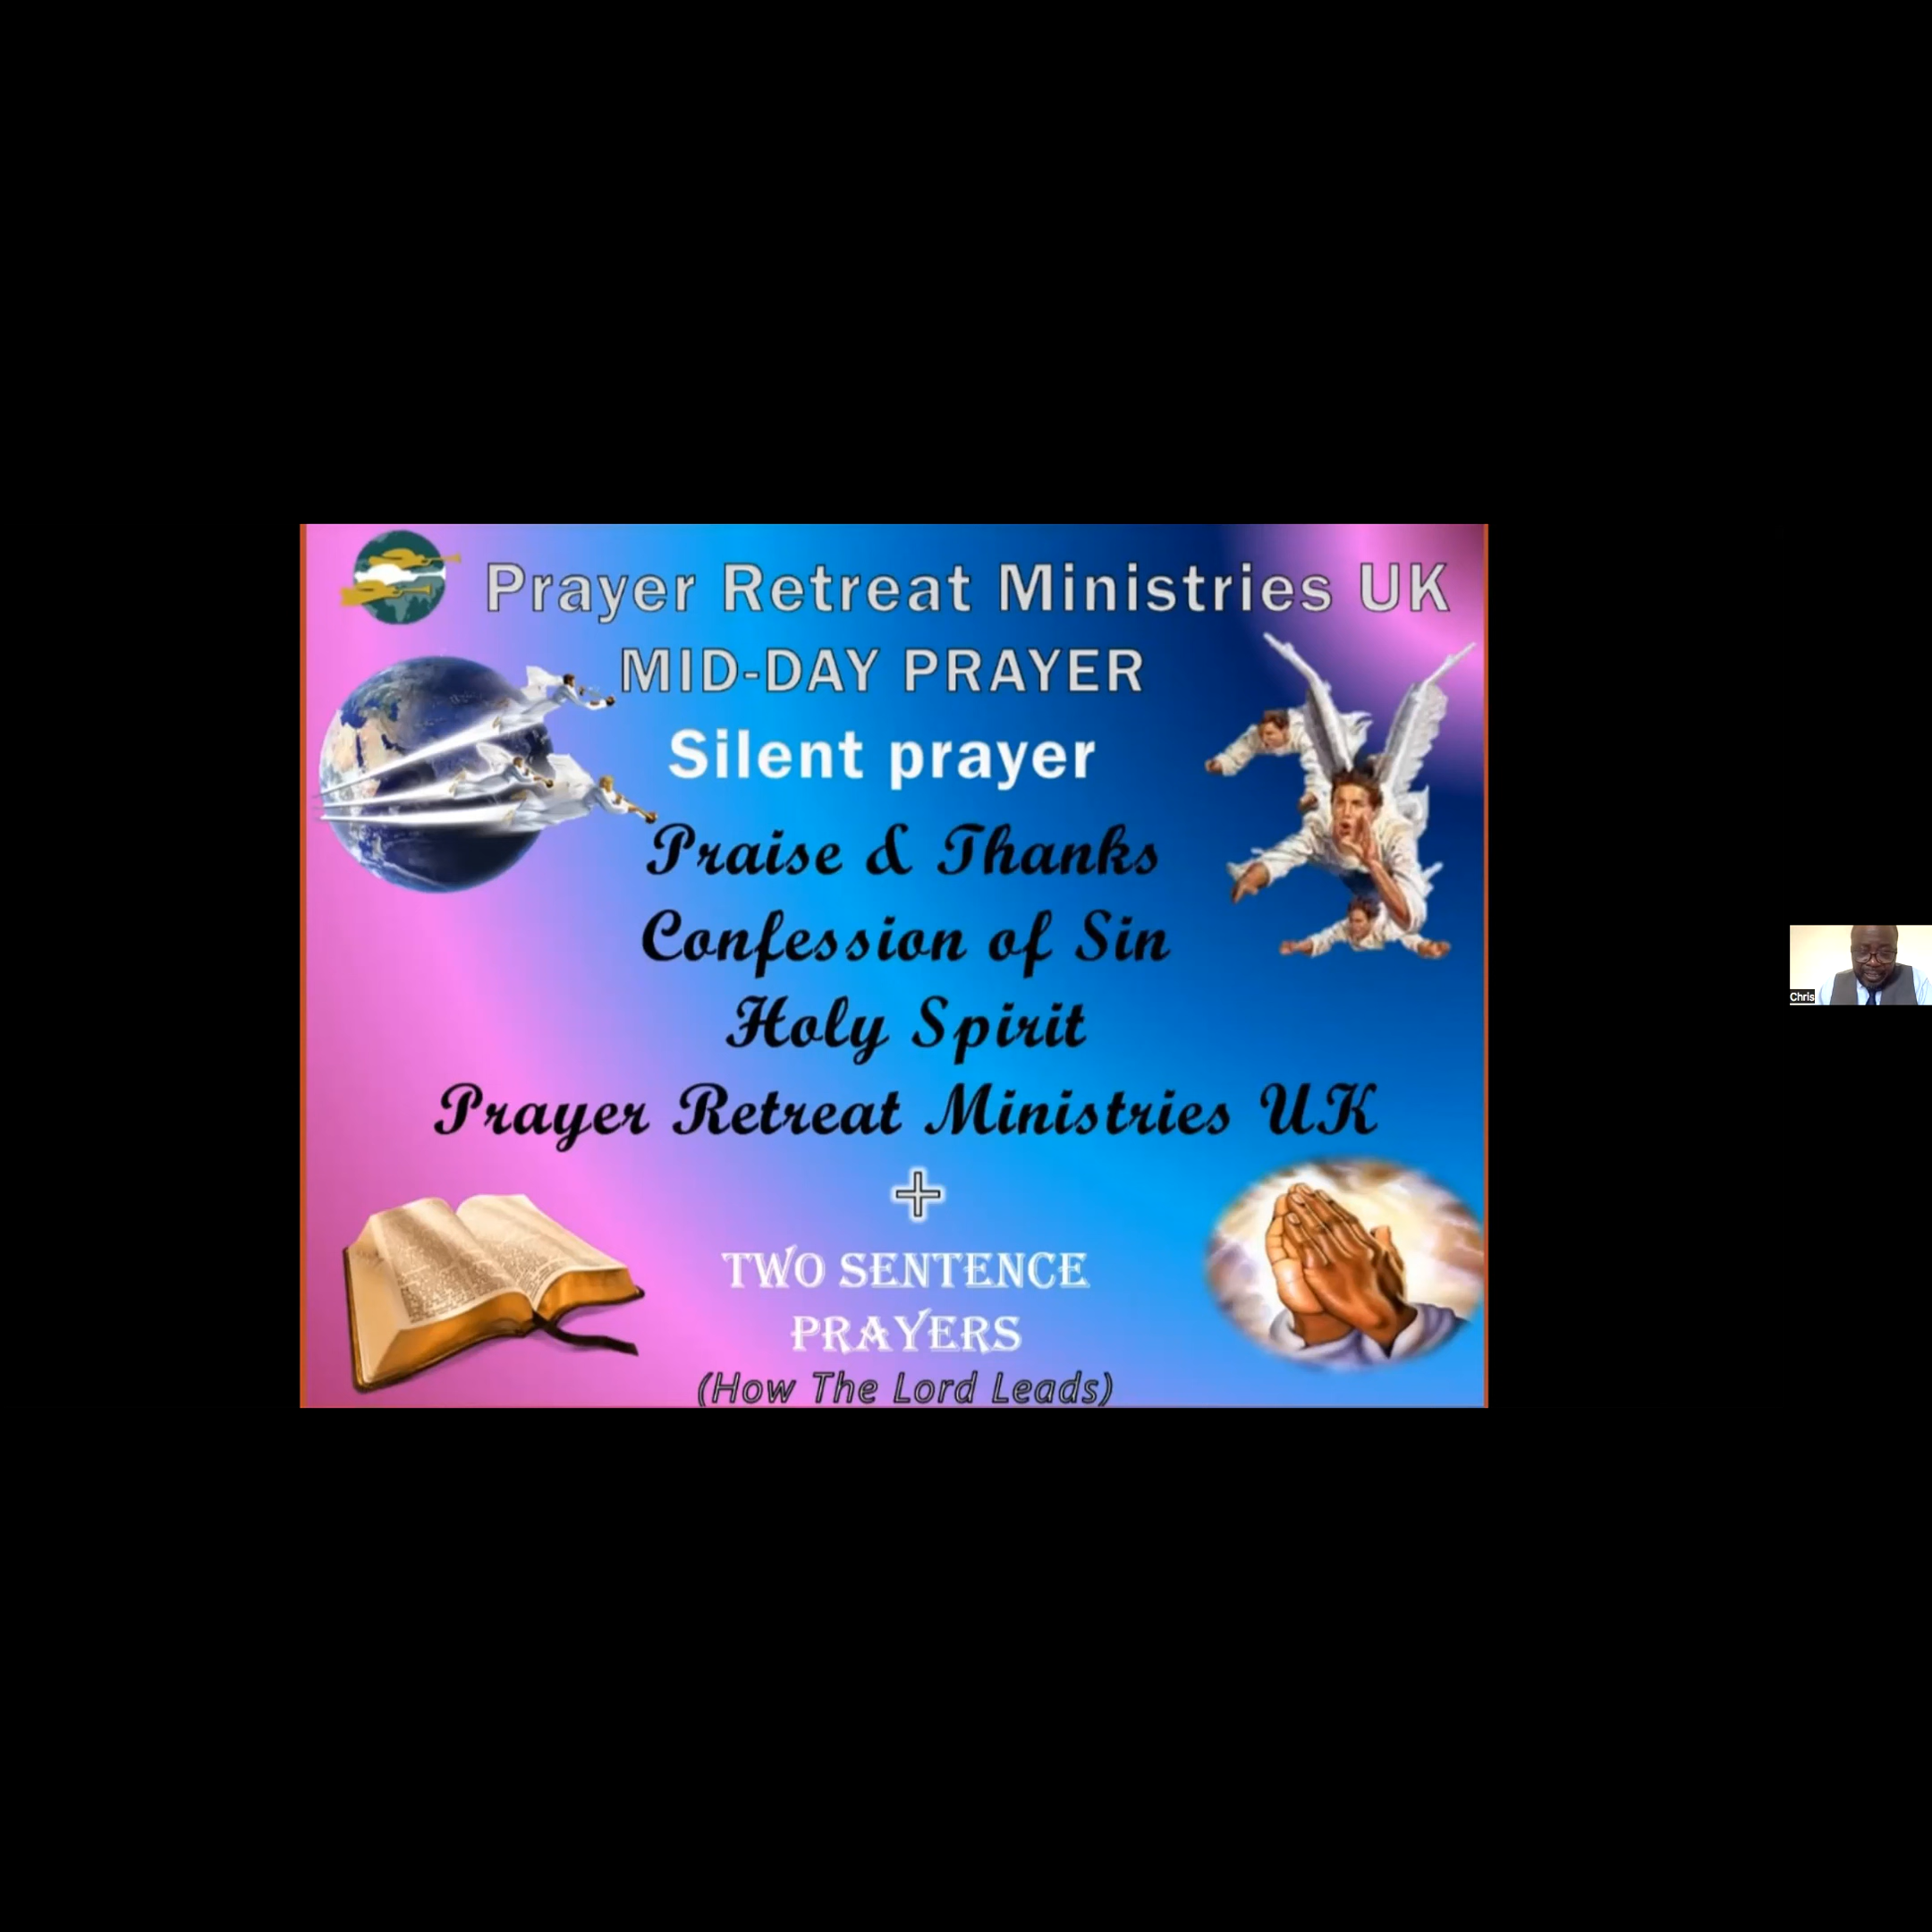 Prayer Retreat Ministries UK
MID-DAY PRAYER
Silent prayer
Praise & Thanks
Confession of Sin
Holy Spirit
Prayer Retreat Ministries UK
TWO SENTENCE
PRAYERS
(How The Lord Leads)
Chris